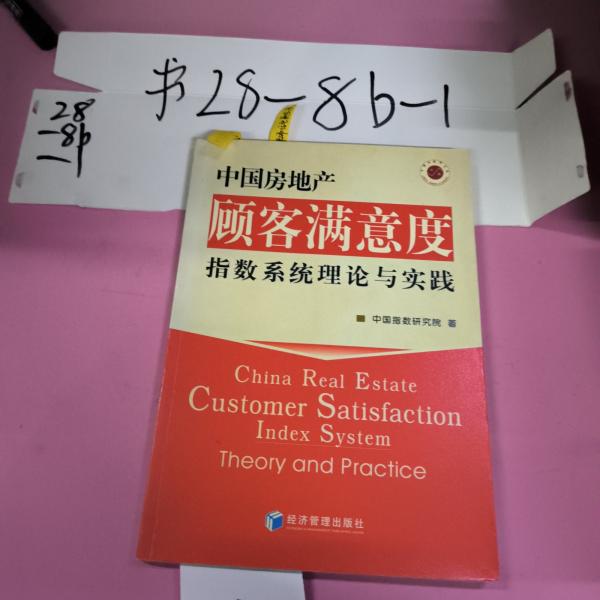 书28-8b-1
28
-8b
-1
中国房地产
顾客满意度
指数系统理论与实践
中国指数研究院 著
China Real Estate
Customer Satisfaction
Index System
Theory and Practice
经济管理出版社